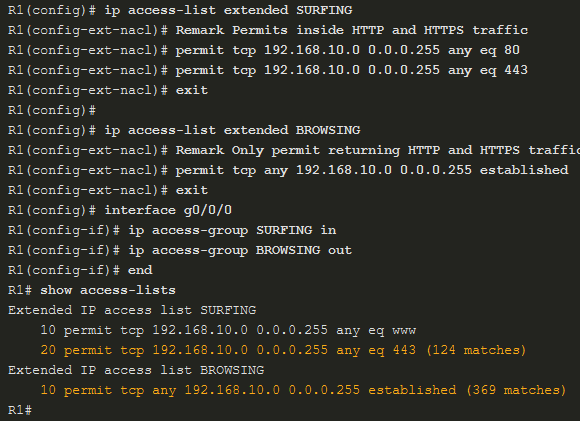 R1(config)# ip access-list extended SURFING
R1(config-ext-nacl)# Remark Permits inside HTTP and HTTPS traffic
R1(config-ext-nacl)# permit tcp 192.168.10.0 0.0.0.255 any eq 80
R1(config-ext-nacl)# permit tcp 192.168.10.0 0.0.0.255 any eq 443
R1(config-ext-nacl)# exit
R1(config)#
R1(config)# ip access-list extended BROWSING
R1(config-ext-nacl)# Remark Only permit returning HTTP and HTTPS traffic
R1(config-ext-nacl)# permit tcp any 192.168.10.0 0.0.0.255 established
R1(config-ext-nacl)# exit
R1(config)# interface g0/0/0
R1(config-if)# ip access-group SURFING in
R1(config-if)# ip access-group BROWSING out
R1(config-if)# end
R1# show access-lists
Extended IP access list SURFING
    10 permit tcp 192.168.10.0 0.0.0.255 any eq www
    20 permit tcp 192.168.10.0 0.0.0.255 any eq 443 (124 matches)
Extended IP access list BROWSING
    10 permit tcp any 192.168.10.0 0.0.0.255 established (369 matches)
R1#